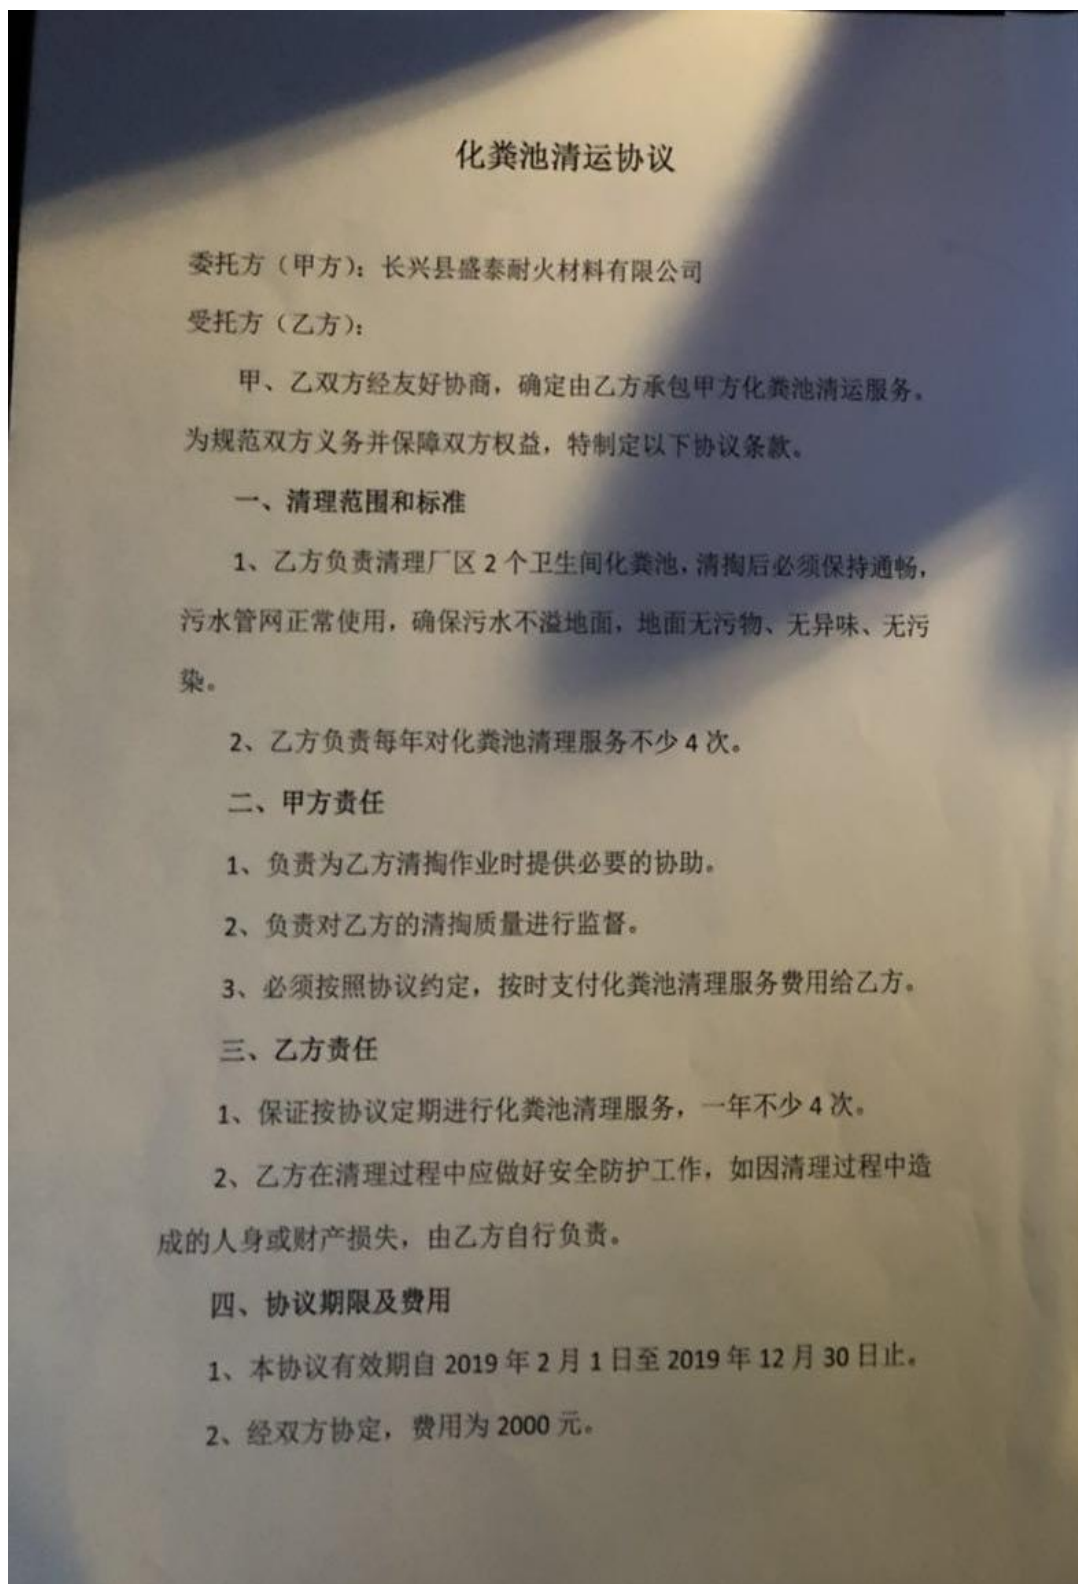 化粪池清运协议
委托方（甲方）：长兴县盛泰耐火材料有限公司
受托方（乙方）：
甲、乙双方经友好协商，确定由乙方承包甲方化粪池清运服务。
为规范双方义务并保障双方权益，特制定以下协议条款。
一、清理范围和标准
1、乙方负责清理厂区 2 个卫生间化粪池，清掏后必须保持通畅，
污水管网正常使用，确保污水不溢地面，地面无污物、无异味、无污
染。
2、乙方负责每年对化粪池清理服务不少 4 次。
二、甲方责任
1、负责为乙方清掏作业时提供必要的协助。
2、负责对乙方的清掏质量进行监督。
3、必须按照协议约定，按时支付化粪池清理服务费用给乙方。
三、乙方责任
1、保证按协议定期进行化粪池清理服务，一年不少 4 次。
2、乙方在清理过程中应做好安全防护工作，如因清理过程中造
成的人身或财产损失，由乙方自行负责。
四、协议期限及费用
1、本协议有效期自 2019 年 2 月 1 日至 2019 年 12 月 30 日止。
2、经双方协定，费用为 2000 元。